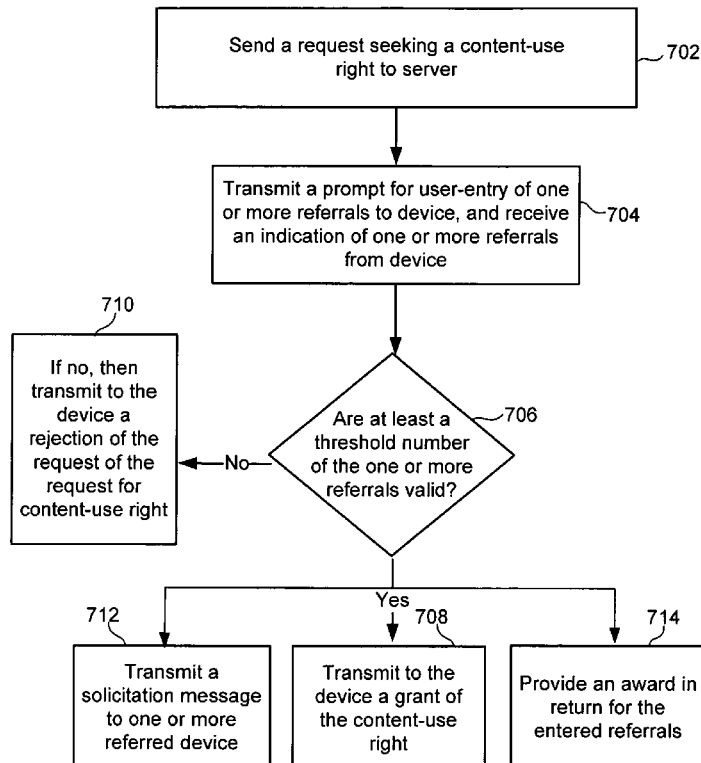 Send a request seeking a content-use
right to server
702
Transmit a prompt for user-entry of one
or more referrals to device, and receive
an indication of one or more referrals
from device
704
710
If no, then
transmit to the
device a
rejection of the
request of the
request for
content-use right
No
Are at least a
threshold number
of the one or more
referrals valid?
706
Yes
712
Transmit a
solicitation message
to one or more
referred device
708
Transmit to the
device a grant of
the content-use
right
714
Provide an award in
return for the
entered referrals